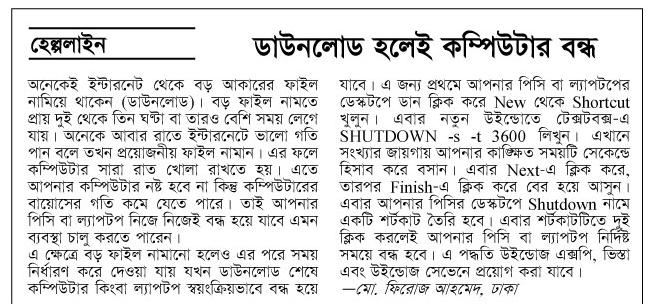 হেল্পলাইন
ডাউনলোড হলেই কম্পিউটার বন্ধ
অনেকেই ইন্টারনেট থেকে বড় আকারের ফাইল
নামিয়ে থাকেন (ডাউনলোড)। বড় ফাইল নামতে
প্রায় দুই থেকে তিন ঘণ্টা বা তারও বেশি সময় লেগে
যায়। অনেকে আবার রাতে ইন্টারনেটে ভালো গতি
পান বলে তখন প্রয়োজনীয় ফাইল নামান। এর ফলে
কম্পিউটার সারা রাত খোলা রাখতে হয়। এতে
আপনার কম্পিউটার নষ্ট হবে না কিন্তু কম্পিউটারের
বায়োসের গতি কমে যেতে পারে। তাই আপনার
পিসি বা ল্যাপটপ নিজে নিজেই বন্ধ হয়ে যাবে এমন
ব্যবস্থা চালু করতে পারেন।
এ ক্ষেত্রে বড় ফাইল নামানো হলেও এর পরে সময়
নির্ধারণ করে দেওয়া যায় যখন ডাউনলোড শেষে
কম্পিউটার কিংবা ল্যাপটপ স্বয়ংক্রিয়ভাবে বন্ধ হয়ে
যাবে। এ জন্য প্রথমে আপনার পিসি বা ল্যাপটপের
ডেস্কটপে ডান ক্লিক করে New থেকে Shortcut
খুলুন। এবার নতুন উইন্ডোতে টেক্সটবক্স-এ
SHUTDOWN -s -t 3600 লিখুন। এখানে
সংখ্যার জায়গায় আপনার কাঙ্ক্ষিত সময়টি সেকেন্ডে
হিসাব করে বসান। এবার Next-এ ক্লিক করে,
তারপর Finish-এ ক্লিক করে বের হয়ে আসুন।
এবার আপনার পিসির ডেস্কটপে Shutdown নামে
একটি শর্টকাট তৈরি হবে। এবার শর্টকাটটিতে দুই
ক্লিক করলেই আপনার পিসি বা ল্যাপটপ নির্দিষ্ট
সময়ে বন্ধ হবে। এ পদ্ধতি উইন্ডোজ এক্সপি, ভিস্তা
এবং উইন্ডোজ সেভেনে প্রয়োগ করা যাবে।
—মো. ফিরোজ আহমেদ, ঢাকা